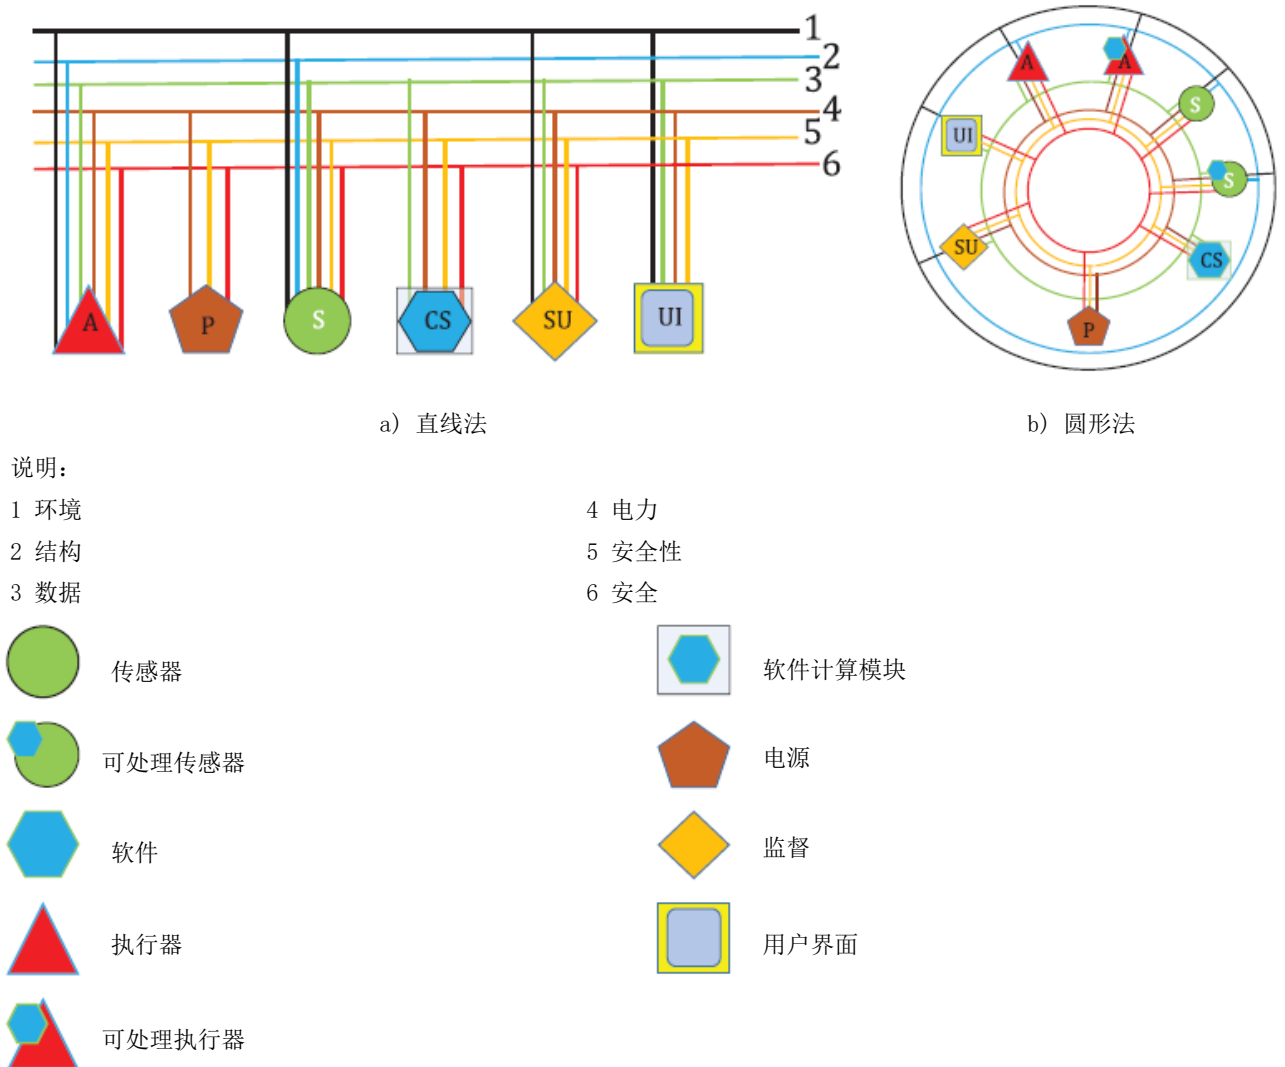 1
2
3
4
5
6
A
P
S
CS
SU
UI
A
A
S
UI
S
SU
CS
P
a) 直线法
b) 圆形法
说明:
1 环境
4 电力
2 结构
5 安全性
3 数据
6 安全
传感器
软件计算模块
可处理传感器
电源
软件
监督
执行器
用户界面
可处理执行器